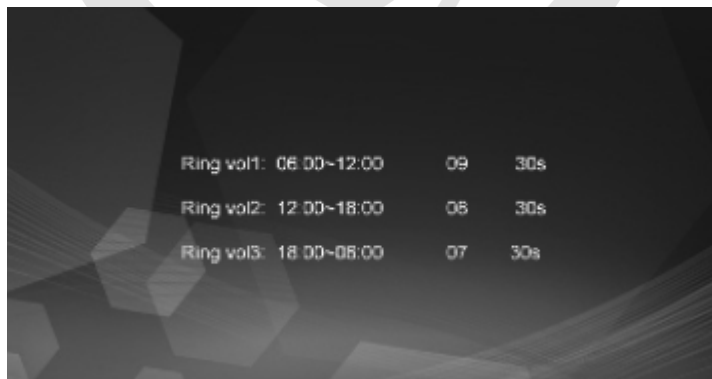 Ring vol1: 06:00~12:00 09 30s
Ring vol2: 12:00~18:00 08 30s
Ring vol3: 18:00~06:00 07 30s